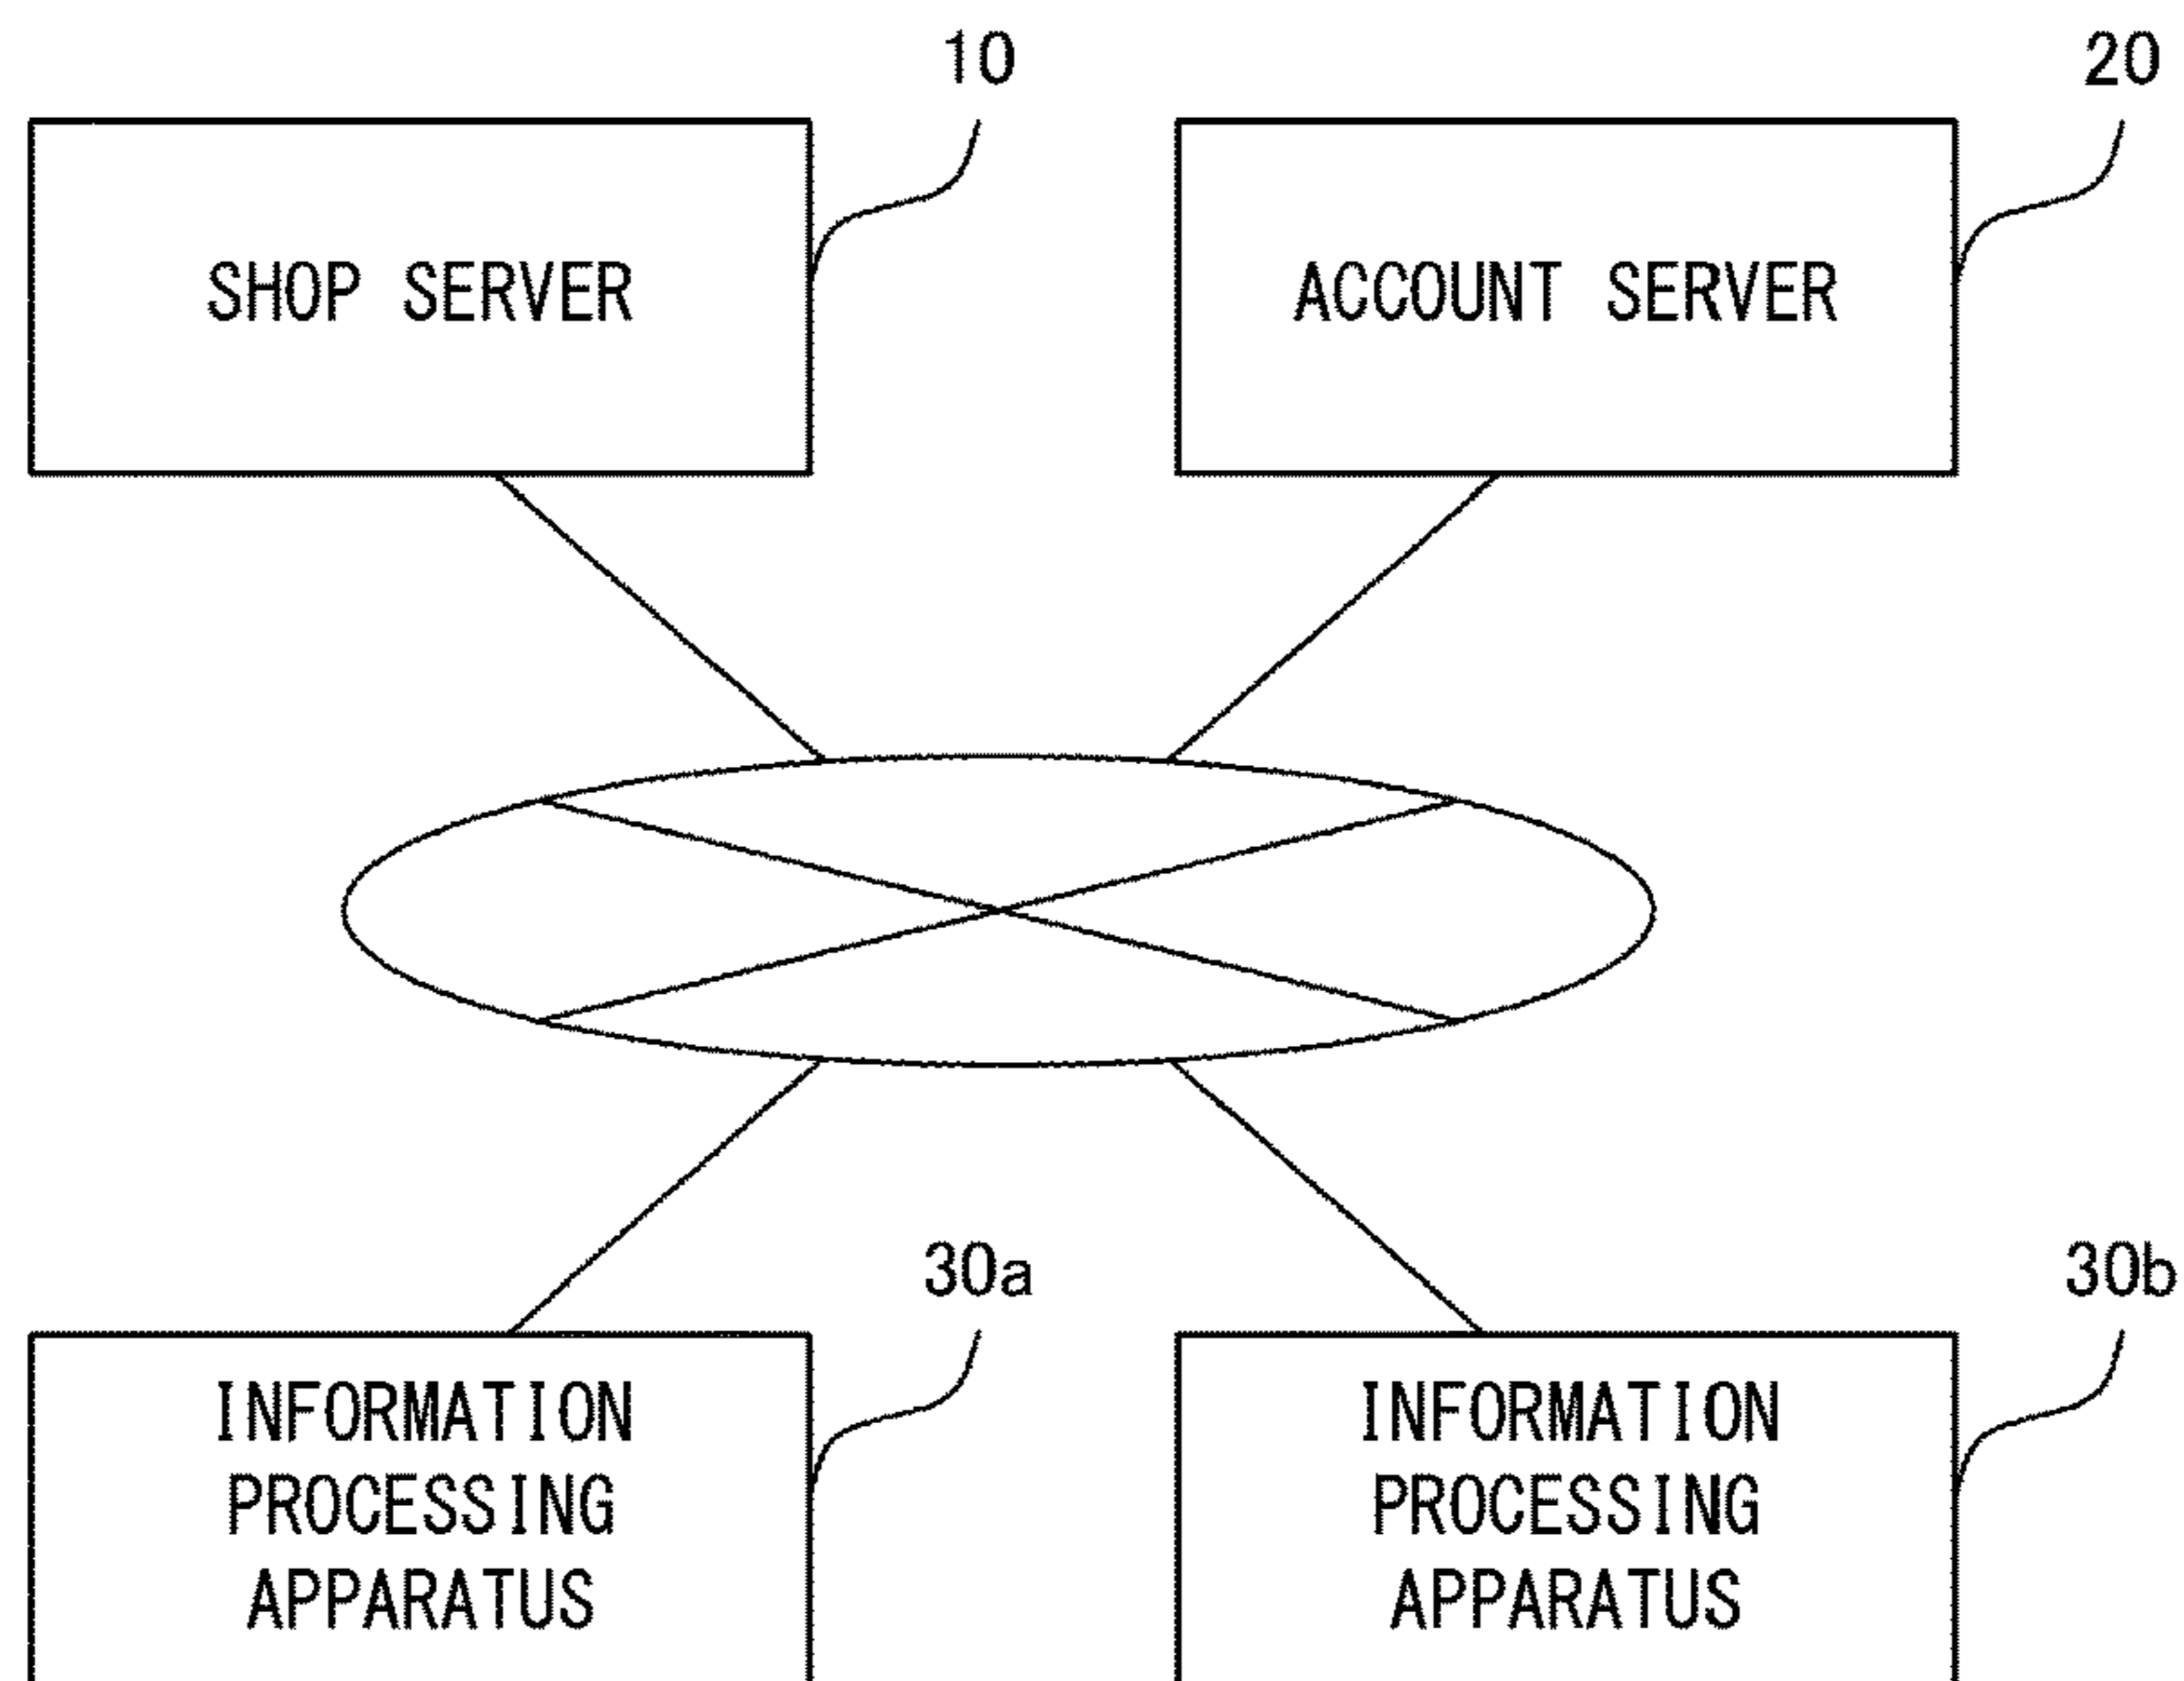 10
20
SHOP SERVER
ACCOUNT SERVER
30a
30b
INFORMATION
PROCESSING
APPARATUS
INFORMATION
PROCESSING
APPARATUS